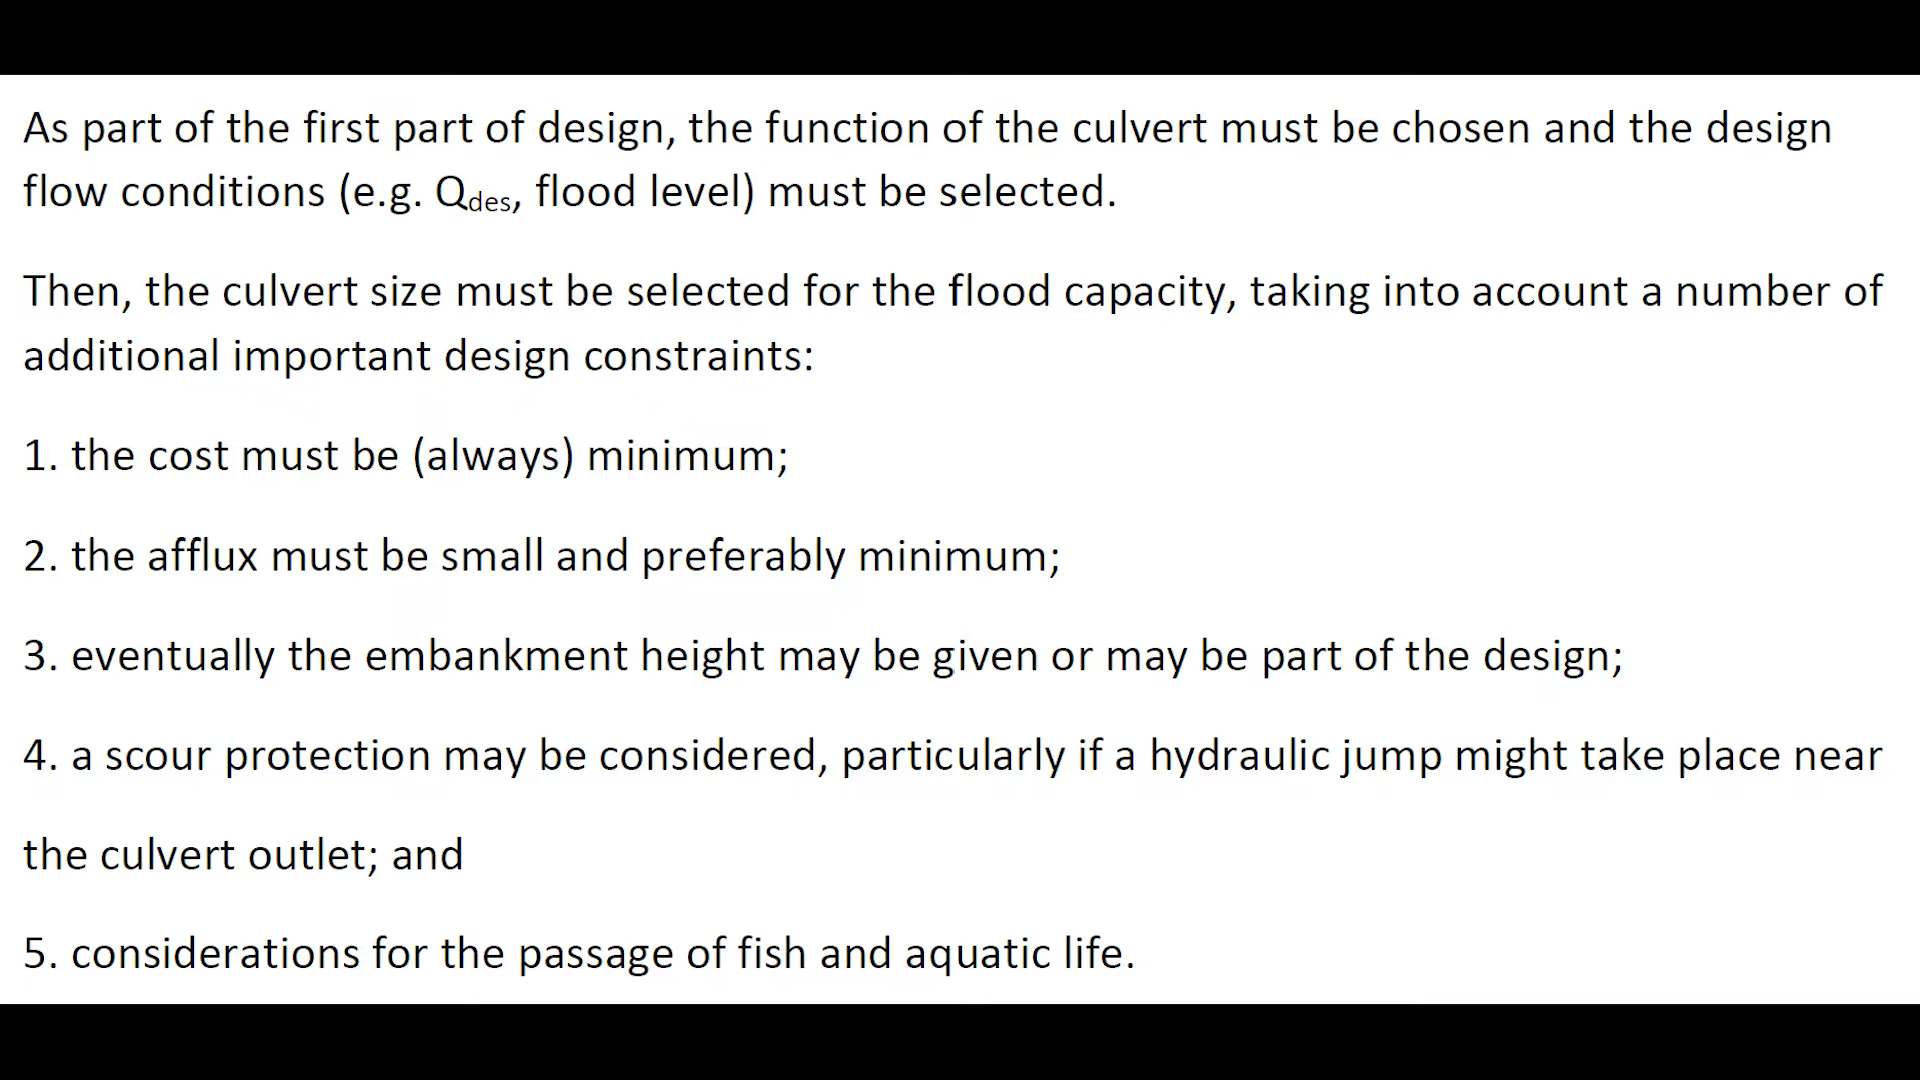 As part of the first part of design, the function of the culvert must be chosen and the design
flow conditions (e.g. Qdes, flood level) must be selected.
Then, the culvert size must be selected for the flood capacity, taking into account a number of
additional important design constraints:
1. the cost must be (always) minimum;
2. the afflux must be small and preferably minimum;
3. eventually the embankment height may be given or may be part of the design;
4. a scour protection may be considered, particularly if a hydraulic jump might take place near
the culvert outlet; and
5. considerations for the passage of fish and aquatic life.